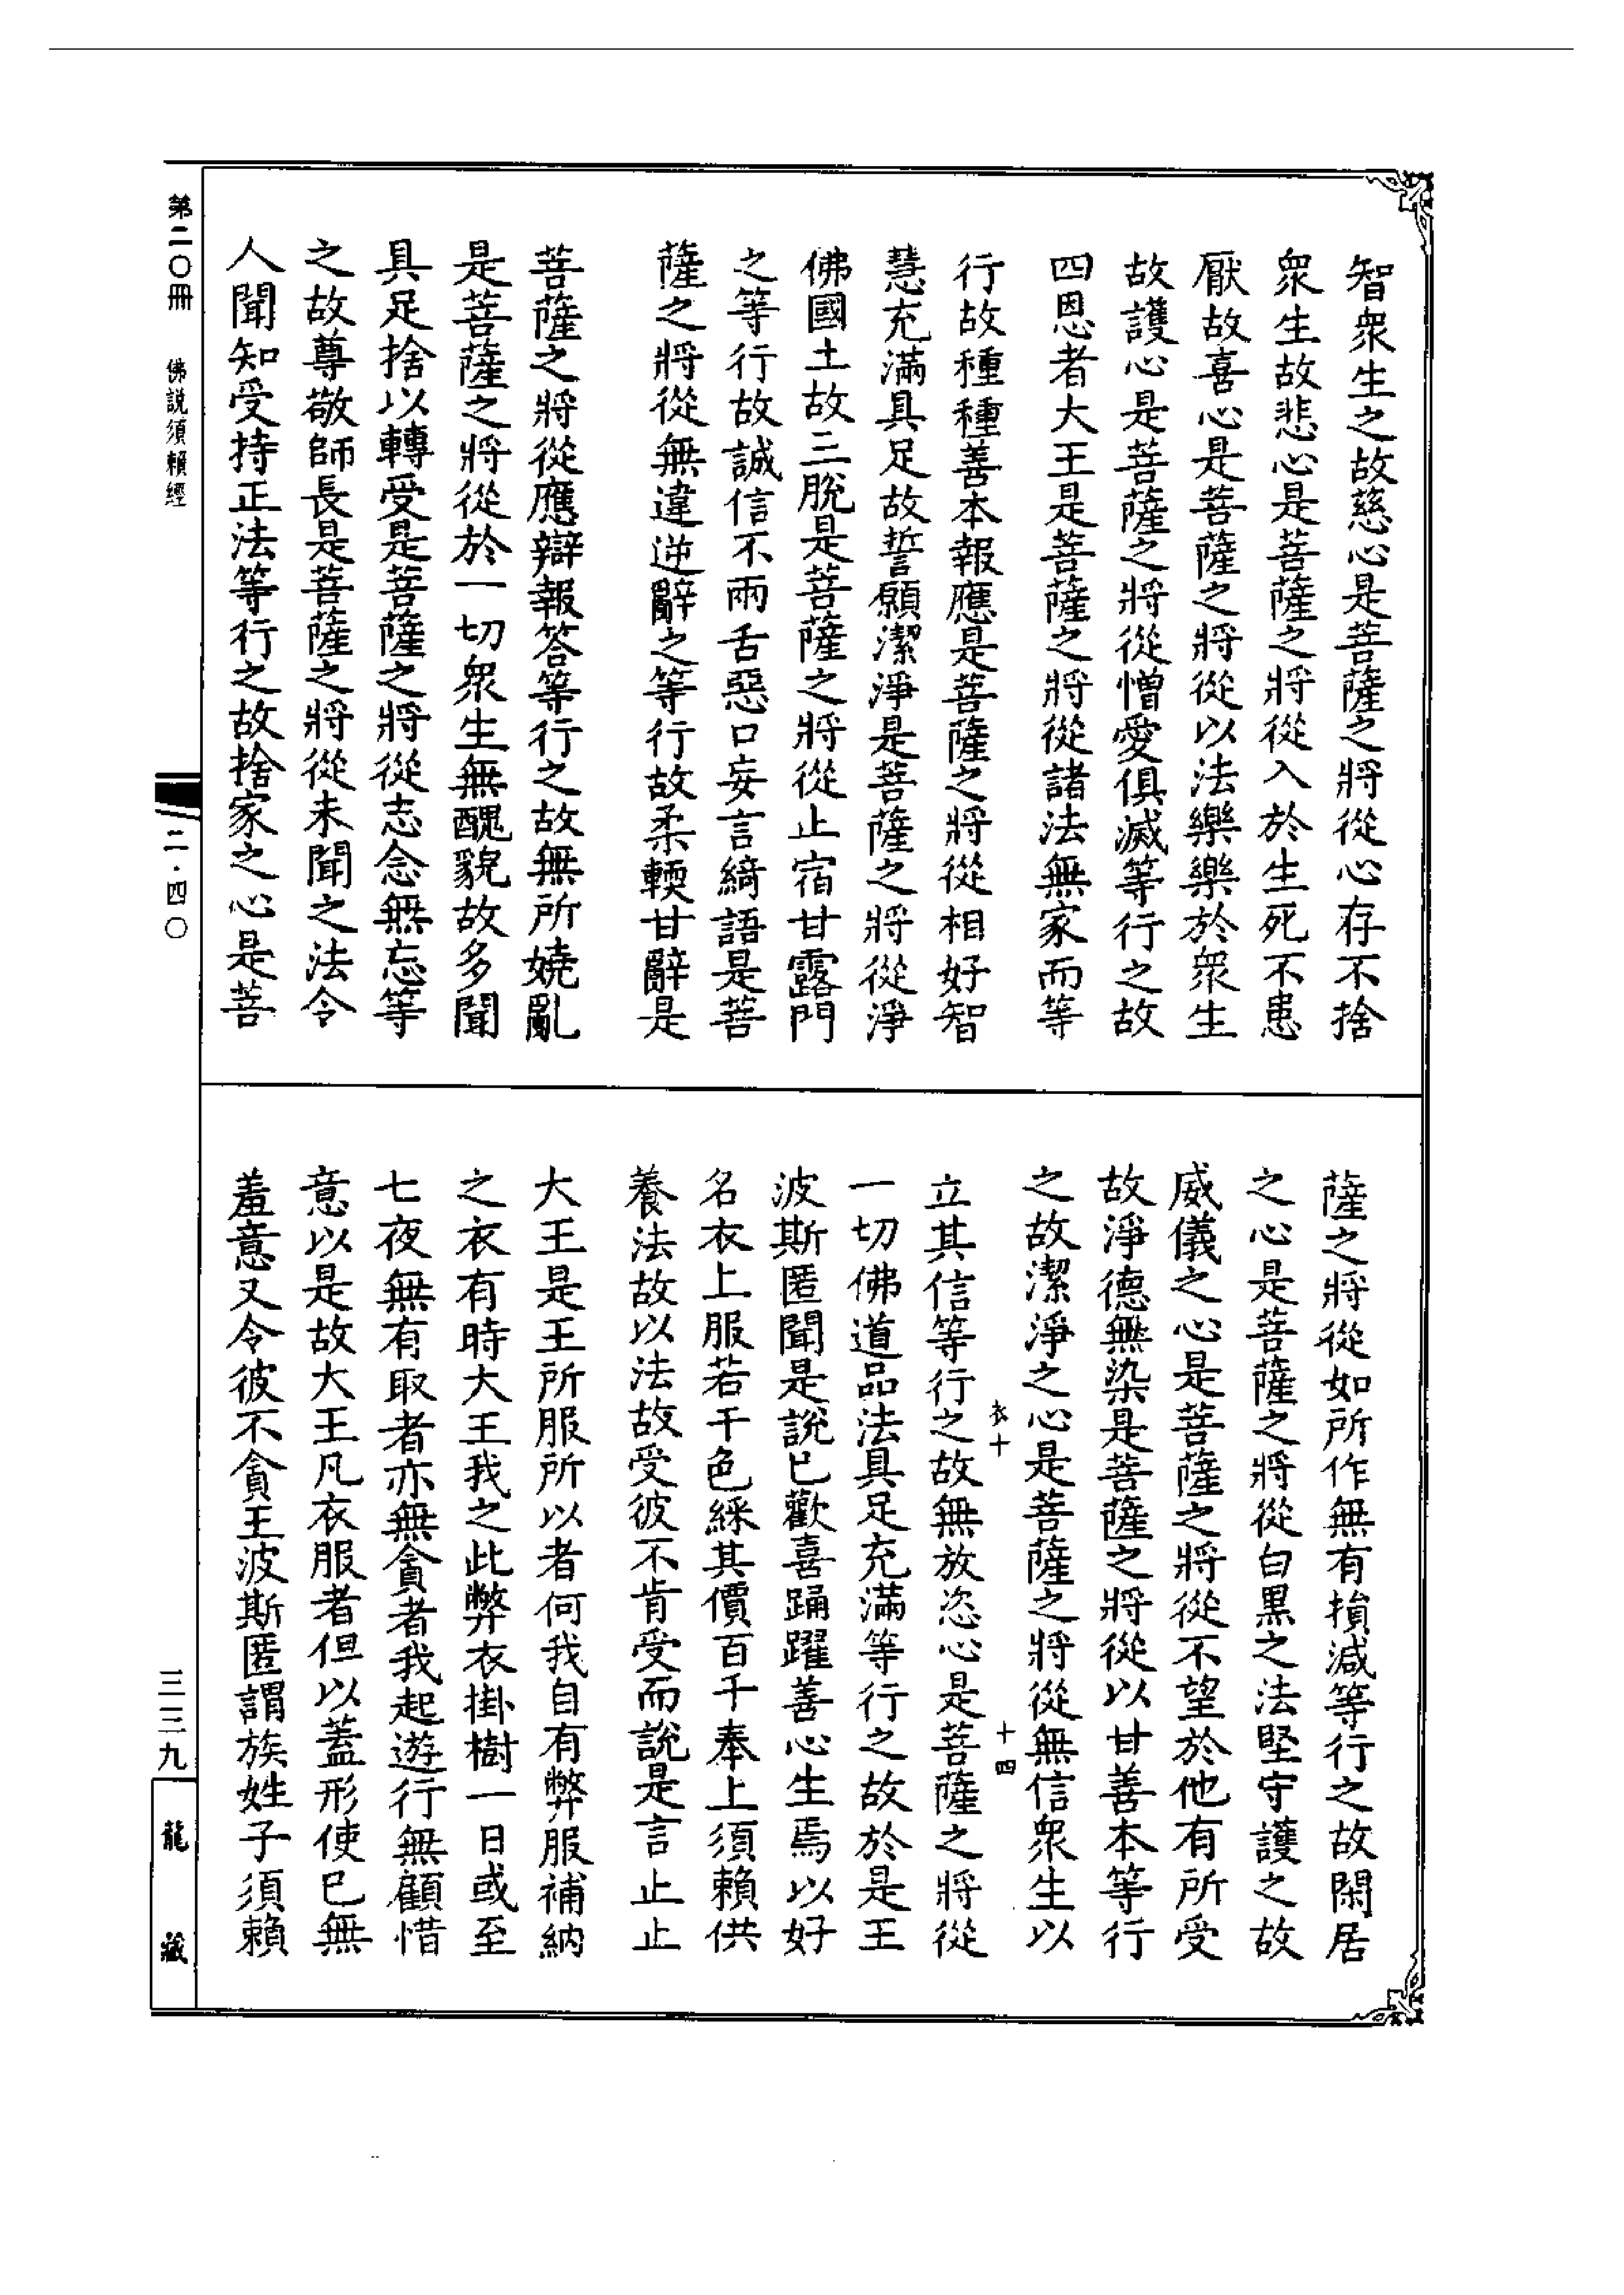 智衆生之故慈心是菩薩之將從心存不捨
衆生故悲心是菩薩之將從入於生死不患
厭故喜心是菩薩之將從以法樂樂於衆生
故護心是菩薩之將從憎愛俱滅等行之故
四恩者大王是菩薩之將從諸法無家而等
行故種種善本報應是菩薩之將從相好智
慧充滿具足故誓願潔淨是菩薩之將從淨
佛國土故三脫是菩薩之將從止宿甘露門
之等行故誠信不兩舌惡口妄言綺語是菩
薩之將從無違逆辭之等行故柔輭甘辭是
菩薩之將從應辯報答等行之故無所嬈亂
是菩薩之將從於一切衆生無醜貌故多聞
具足捨以轉受是菩薩之將從志念無忘等
之故尊敬師長是菩薩之將從未聞之法令
人聞知受持正法等行之故捨家之心是菩
薩之將從如所作無有損減等行之故閑居
之心是菩薩之將從白黑之法堅守護之故
威儀之心是菩薩之將從不望於他有所受
故淨德無染是菩薩之將從以甘善本等行
之故潔淨之心是菩薩之將從無信衆生以
衣十
十四
立其信等行之故無放恣心是菩薩之將從
一切佛道品法具足充滿等行之故於是王
波斯匿聞是說已歡喜踊躍善心生焉以好
名衣上服若干色綵其價百千奉上須賴供
養法故以法故受彼不肯受而說是言止止
大王是王所服所以者何我自有弊服補納
之衣有時大王我之此弊衣掛樹一日或至
七夜無有取者亦無貪者我起遊行無顧惜
意以是故大王凡衣服者但以蓋形使已無
羞意又令彼不貪王波斯匿謂族姓子須賴
第二〇冊
佛說須賴經
二·四〇
三三九
龍藏